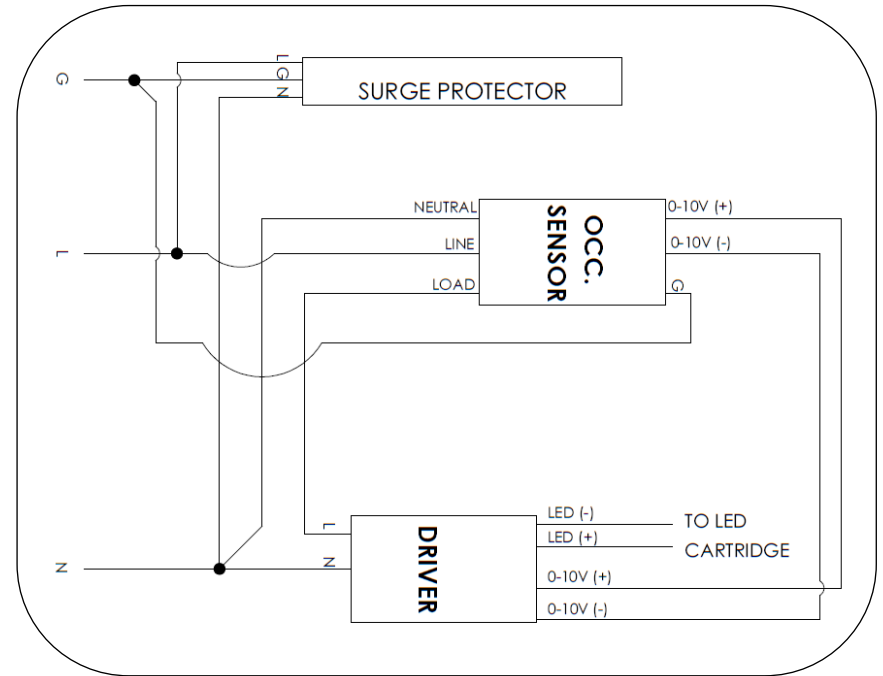 G
L
G
N
SURGE PROTECTOR
NEUTRAL
LINE
LOAD
OCC.
SENSOR
0-10V (+)
0-10V (-)
G
L
L
N
DRIVER
LED (-)
LED (+)
0-10V (+)
0-10V (-)
TO LED
CARTRIDGE
N